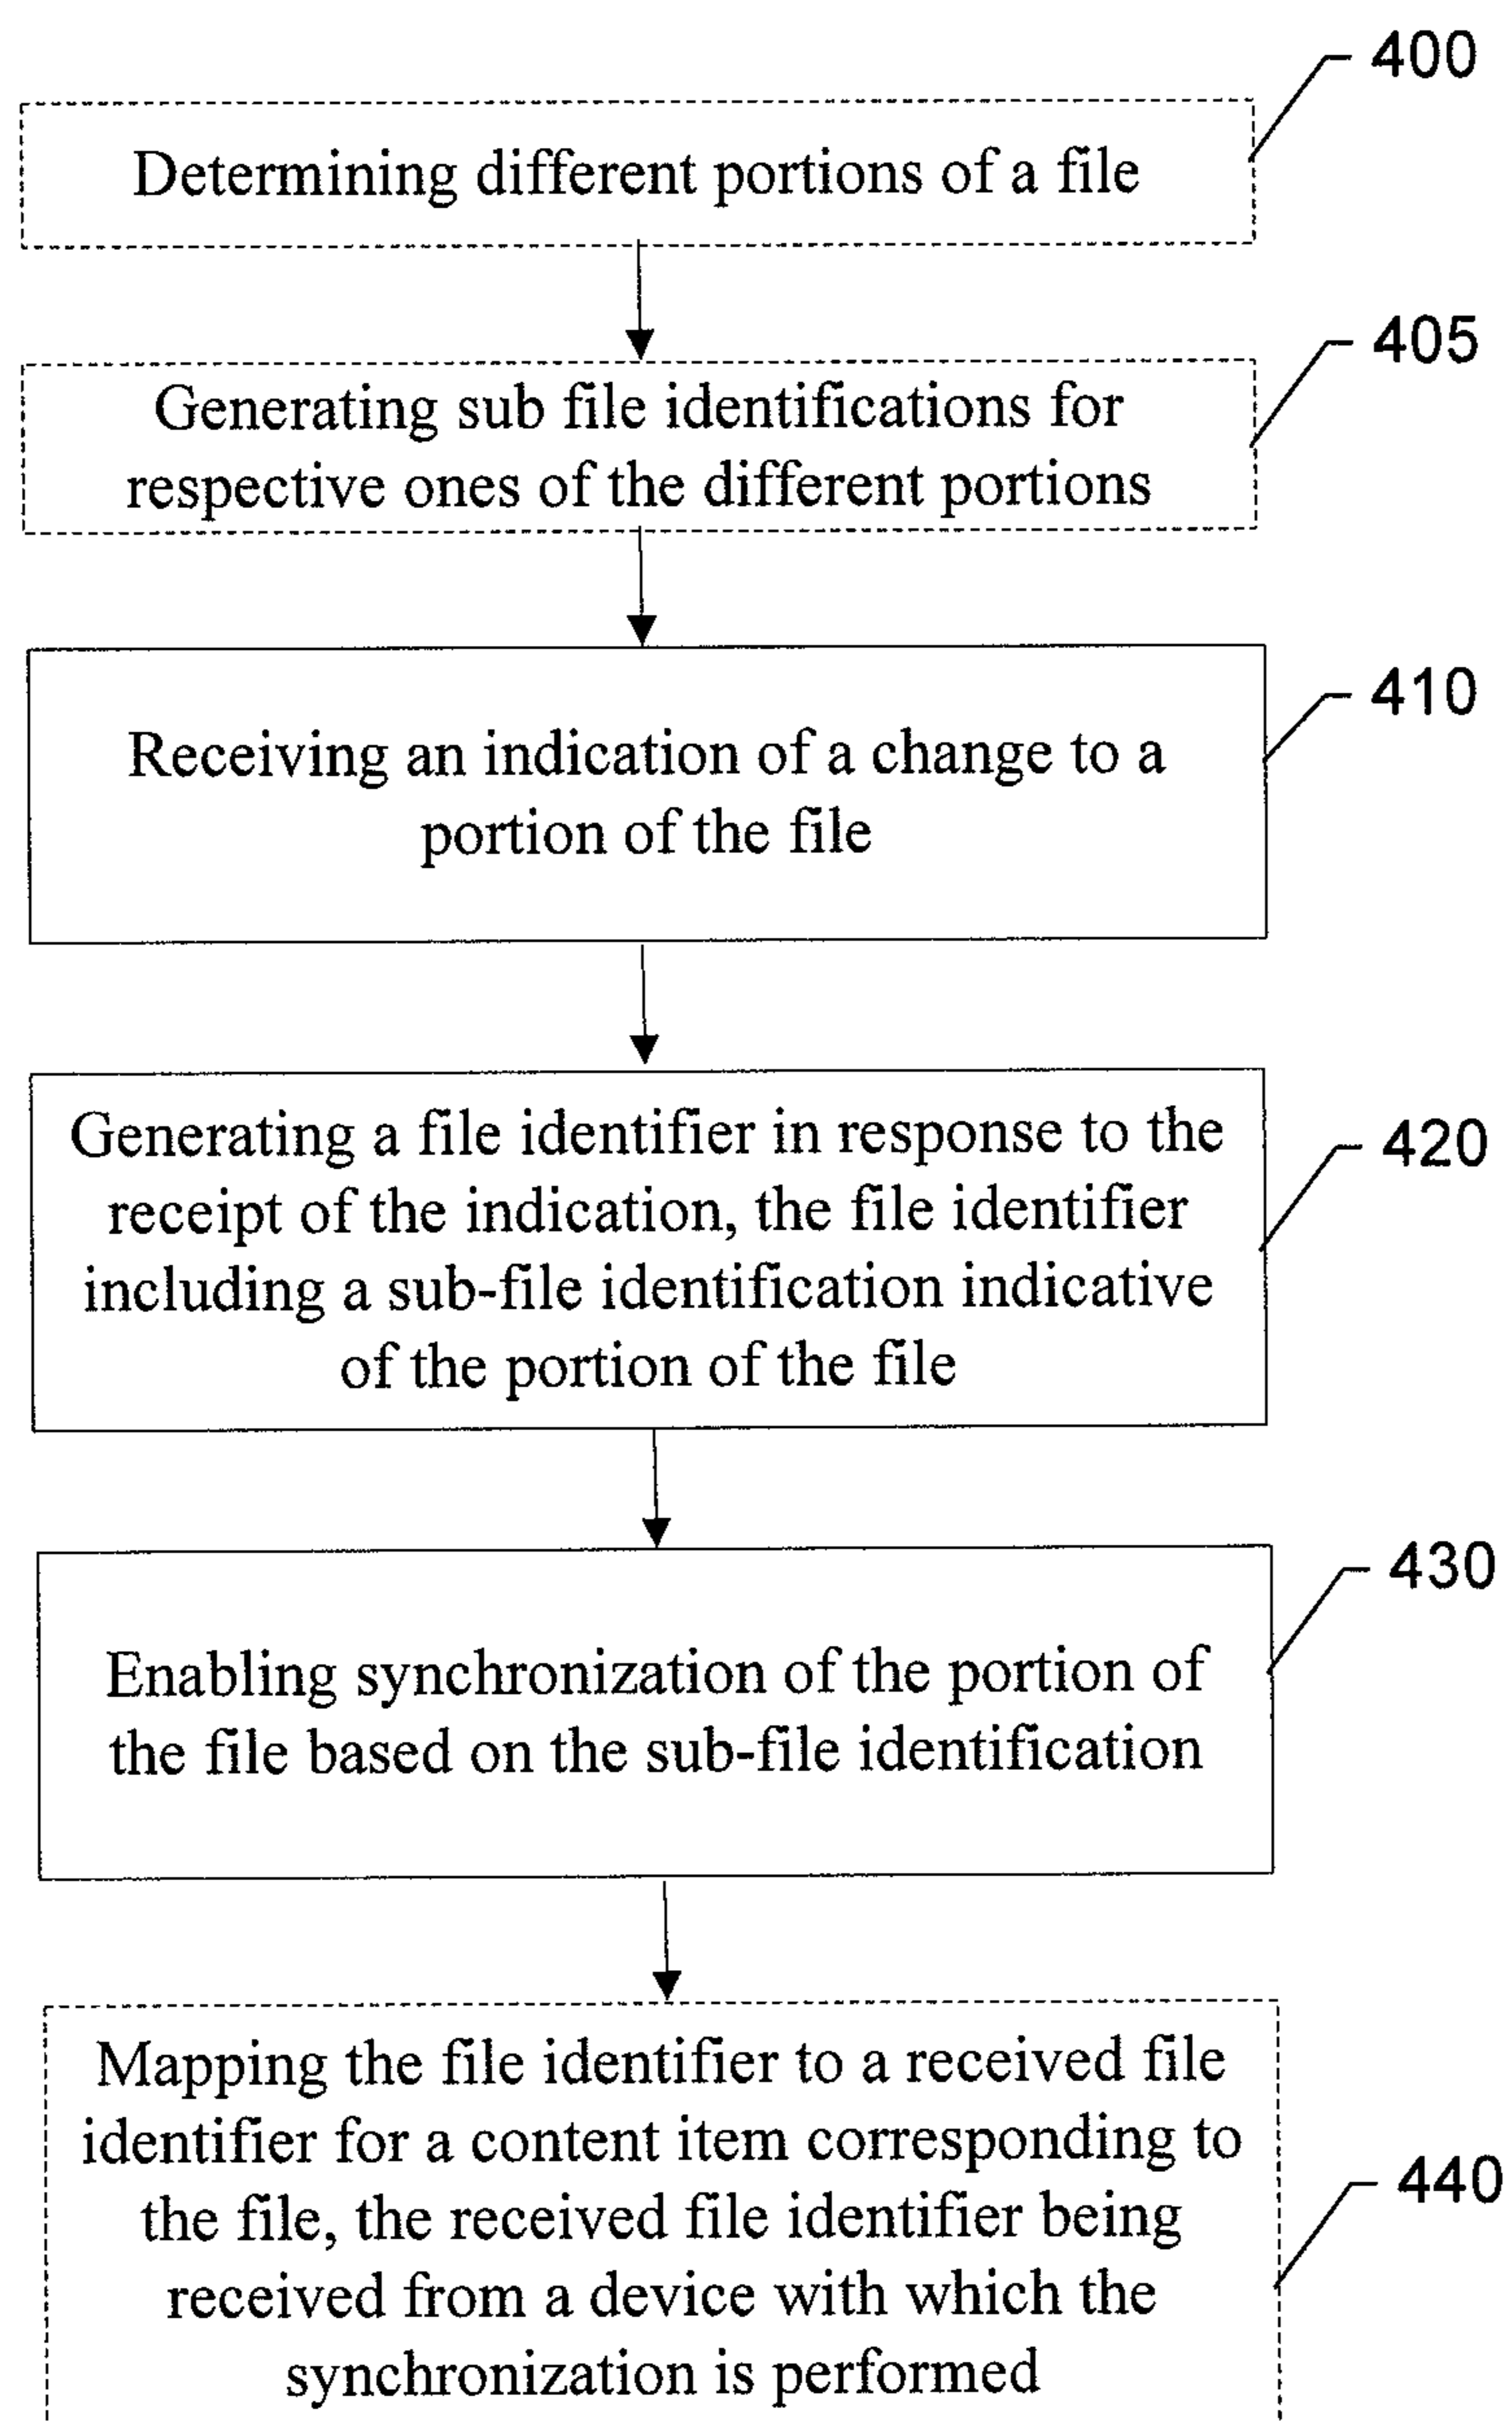 400
Determining different portions of a file
405
Generating sub file identifications for
respective ones of the different portions
410
Receiving an indication of a change to a
portion of the file
420
Generating a file identifier in response to the
receipt of the indication, the file identifier
including a sub-file identification indicative
of the portion of the file
430
Enabling synchronization of the portion of
the file based on the sub-file identification
440
Mapping the file identifier to a received file
identifier for a content item corresponding to
the file, the received file identifier being
received from a device with which the
synchronization is performed